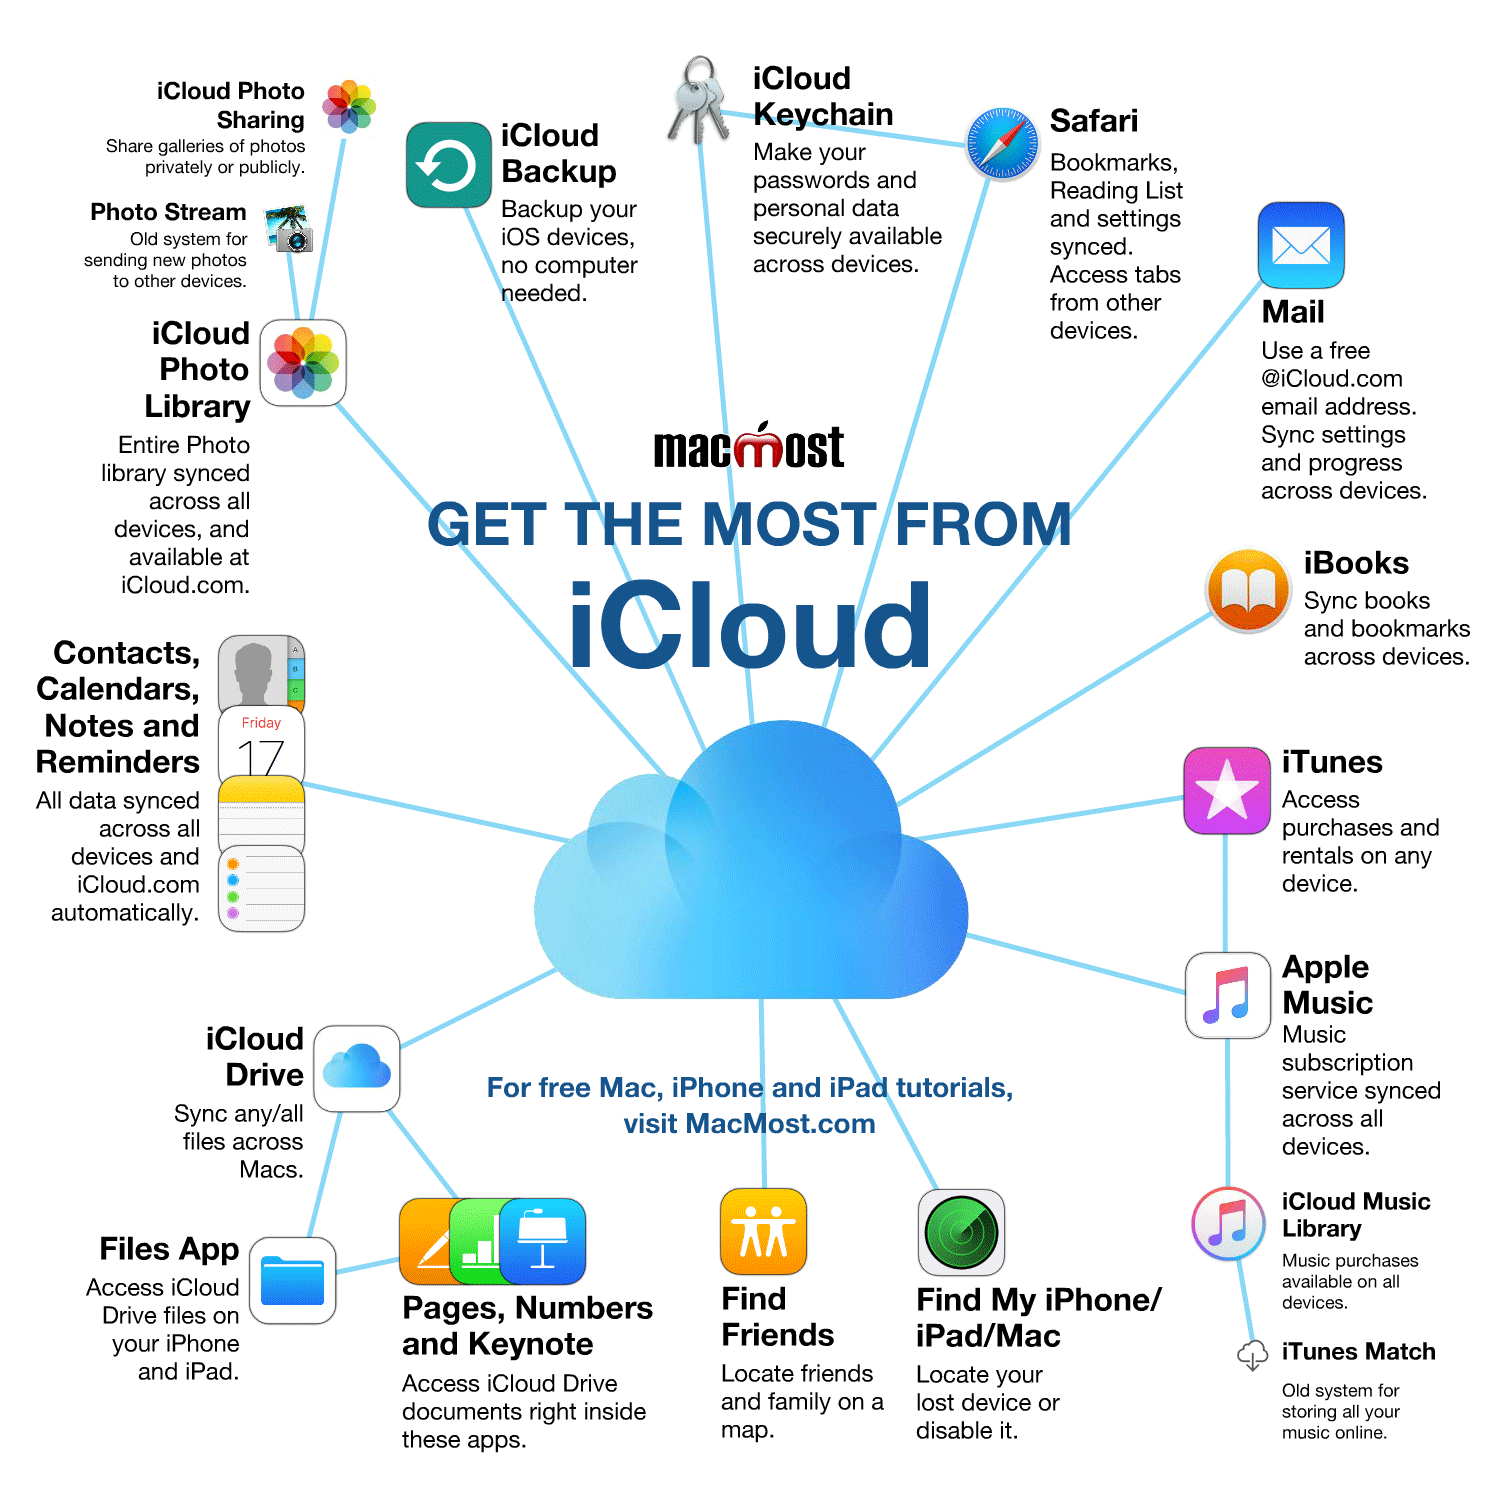 iCloud Photo
Sharing
Share galleries of photos
privately or publicly.
Photo Stream
Old system for
sending new photos
to other devices.
iCloud
Photo
Library
Entire Photo
library synced
across all
devices, and
available at
iCloud.com.
iCloud
Backup
Backup your
iOS devices,
no computer
needed.
iCloud
Keychain
Make your
passwords and
personal data
securely available
across devices.
Safari
Bookmarks,
Reading List
and settings
synced.
Access tabs
from other
devices.
Mail
Use a free
@iCloud.com
email address.
Sync settings
and progress
across devices.
macmost
GET THE MOST FROM
iCloud
iBooks
Sync books
and bookmarks
across devices.
Contacts,
Calendars,
Notes and
Reminders
All data synced
across all
devices and
iCloud.com
automatically.
A
B
C
Friday
17
iTunes
Access
purchases and
rentals on any
device.
Apple
Music
Music
subscription
service synced
across all
devices.
iCloud Music
Library
Music purchases
available on all
devices.
iTunes Match
Old system for
storing all your
music online.
iCloud
Drive
Sync any/all
files across
Macs.
For free Mac, iPhone and iPad tutorials,
visit MacMost.com
Files App
Access iCloud
Drive files on
your iPhone
and iPad.
Pages, Numbers
and Keynote
Access iCloud Drive
documents right inside
these apps.
Find
Friends
Locate friends
and family on a
map.
Find My iPhone/
iPad/Mac
Locate your
lost device or
disable it.